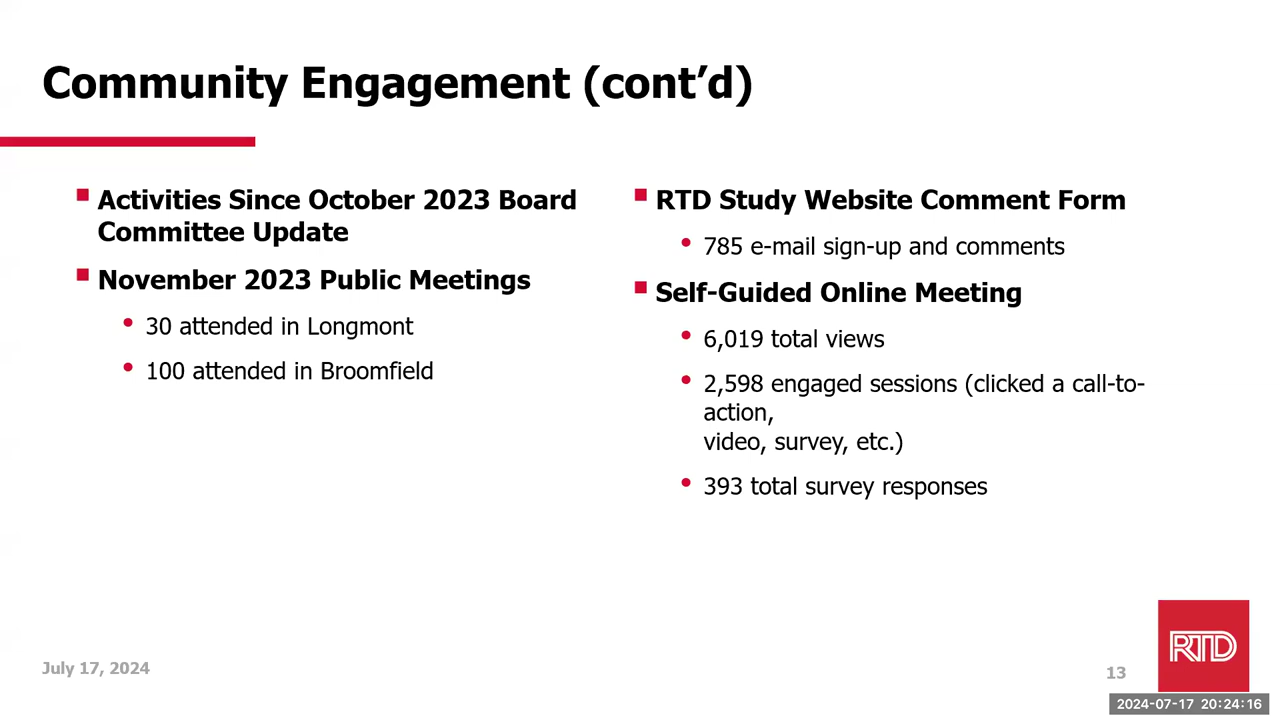 Community Engagement (cont’d)
Activities Since October 2023 Board
Committee Update
November 2023 Public Meetings
30 attended in Longmont
100 attended in Broomfield
RTD Study Website Comment Form
785 e-mail sign-up and comments
Self-Guided Online Meeting
6,019 total views
2,598 engaged sessions (clicked a call-to-
action,
video, survey, etc.)
393 total survey responses
July 17, 2024
13
RTD
2024-07-17 20:24:16